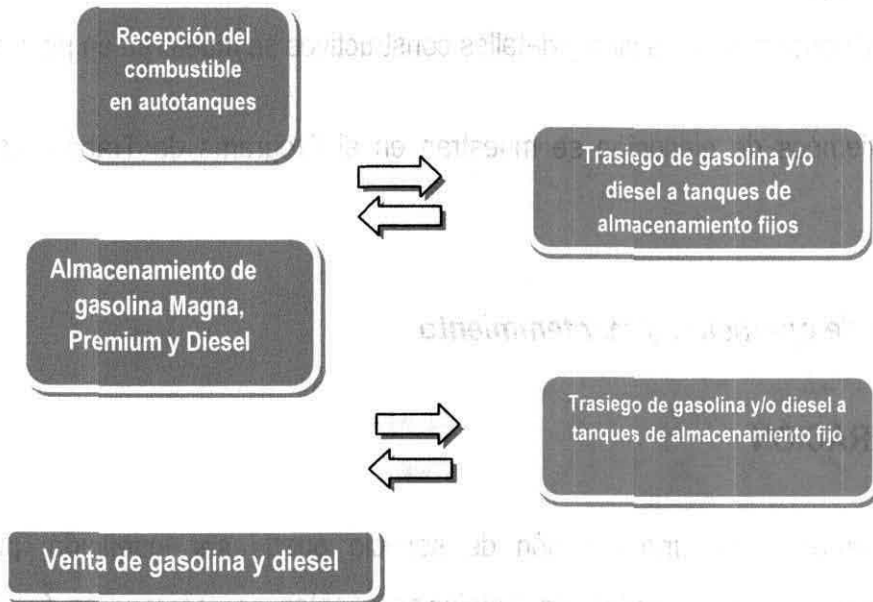 Recepción del
combustible
en autotanques
Trasiego de gasolina y/o
diesel a tanques de
almacenamiento fijos
Almacenamiento de
gasolina Magna,
Premium y Diesel
Trasiego de gasolina y/o diesel a
tanques de almacenamiento fijo
Venta de gasolina y diesel